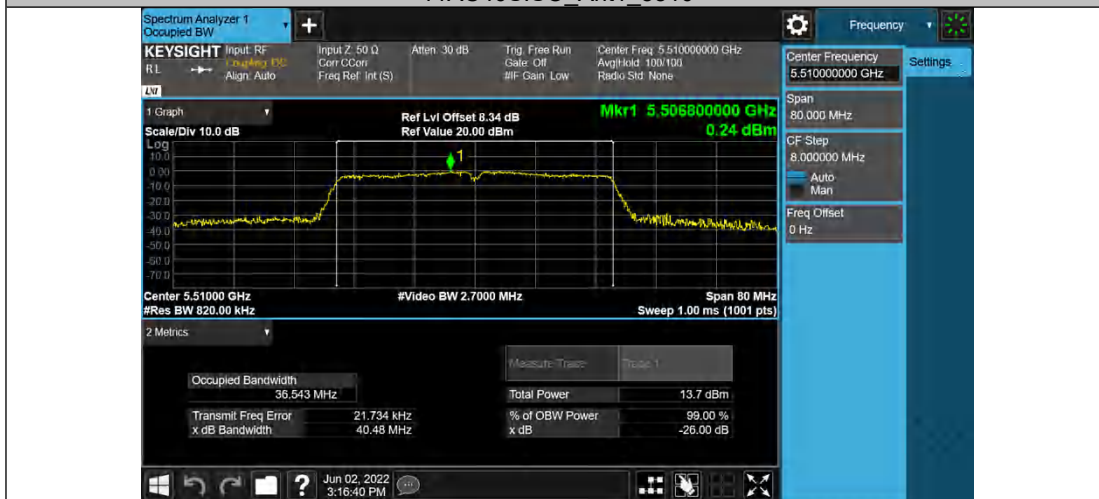 Spectrum Analyzer 1
Occupied BW
Frequency
KEYSIGHT Input: RF Input Z: 50 Ω Atten: 30 dB Trig: Free Run Center Freq: 5.510000000 GHz
Coupling: DC Corr CCorr Gate: Off Avg|Hold: 100/100
RL Align: Auto Freq Ref: Int (S) #IF Gain: Low Radio Std: None
LXI
Center Frequency
5.510000000 GHz
Settings
Span
80.000 MHz
CF Step
8.000000 MHz
Auto
Man
Freq Offset
0 Hz
1 Graph
Ref Lvl Offset 8.34 dB
Mkr1 5.506800000 GHz
Scale/Div 10.0 dB
Ref Value 20.00 dBm
0.24 dBm
Log
10.0
0.00
-10.0
-20.0
-30.0
-40.0
-50.0
-60.0
-70.0
1
Center 5.51000 GHz #Video BW 2.7000 MHz Span 80 MHz
#Res BW 820.00 kHz Sweep 1.00 ms (1001 pts)
2 Metrics
Measure Trace Trace 1
Occupied Bandwidth
36.543 MHz
Total Power 13.7 dBm
Transmit Freq Error 21.734 kHz % of OBW Power 99.00 %
x dB Bandwidth 40.48 MHz x dB -26.00 dB
?
Jun 02, 2022
3:16:40 PM